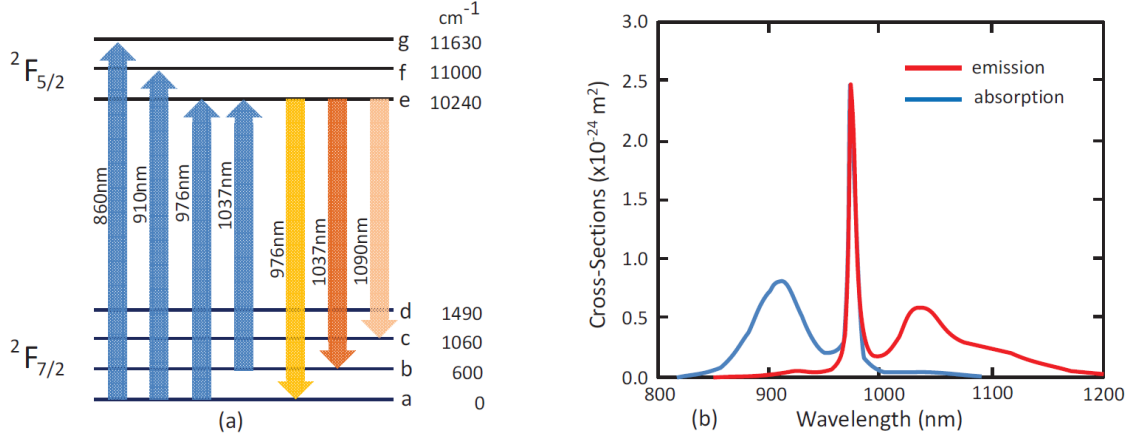 cm-1
g 11630
2F5/2
f 11000
e 10240
860nm
910nm
976nm
1037nm
976nm
1037nm
1090nm
d 1490
c 1060
2F7/2
b 600
a 0
(a)
Cross-Sections (x10-24 m2)
3.0
2.5
2.0
1.5
1.0
0.5
0.0
emission
absorption
800 900 1000 1100 1200
(b) Wavelength (nm)